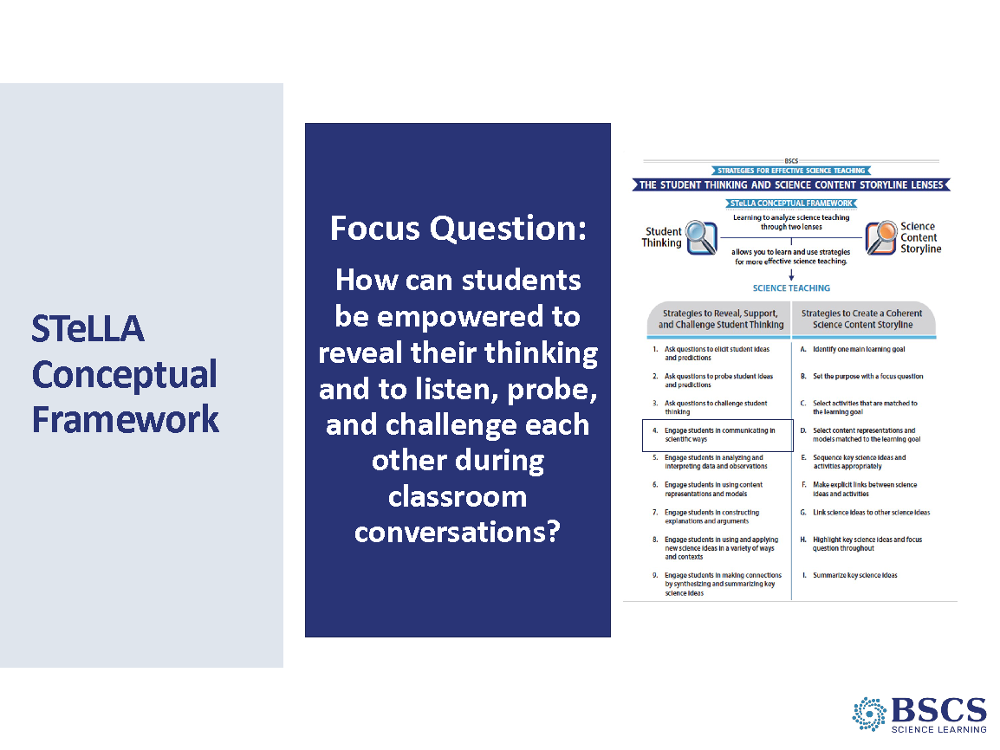 STeLLA
Conceptual
Framework
Focus Question:
How can students
be empowered to
reveal their thinking
and to listen, probe,
and challenge each
other during
classroom
conversations?
BSCS
STRATEGIES FOR EFFECTIVE SCIENCE TEACHING
THE STUDENT THINKING AND SCIENCE CONTENT STORYLINE LENSES
STeLLA CONCEPTUAL FRAMEWORK
Learning to analyze science teaching
through two lenses
Student
Thinking
Science
Content
Storyline
allows you to learn and use strategies
for more effective science teaching.
SCIENCE TEACHING
Strategies to Reveal, Support,
and Challenge Student Thinking
1. Ask questions to elicit student ideas
and predictions
2. Ask questions to probe student ideas
and predictions
3. Ask questions to challenge student
thinking
4. Engage students in communicating in
scientific ways
5. Engage students in analyzing and
interpreting data and observations
6. Engage students in using content
representations and models
7. Engage students in constructing
explanations and arguments
8. Engage students in using and applying
new science ideas in a variety of ways
and contexts
9. Engage students in making connections
by synthesizing and summarizing key
science ideas
Strategies to Create a Coherent
Science Content Storyline
A. Identify one main learning goal
B. Set the purpose with a focus question
C. Select activities that are matched to
the learning goal
D. Select content representations and
models matched to the learning goal
E. Sequence key science ideas and
activities appropriately
F. Make explicit links between science
ideas and activities
G. Link science ideas to other science ideas
H. Highlight key science ideas and focus
question throughout
I. Summarize key science ideas
BSCS
SCIENCE LEARNING